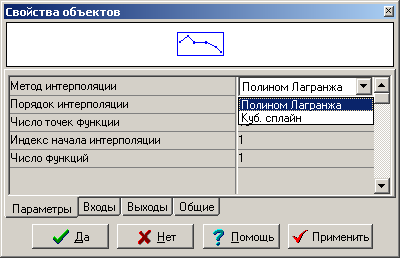 Свойства объектов
Метод интерполяции Полином Лагранжа
Порядок интерполяции Полином Лагранжа
Число точек функции Куб. сплайн
Индекс начала интерполяции 1
Число функций 1
Параметры Входы Выходы Общие
Да Нет Помощь Применить